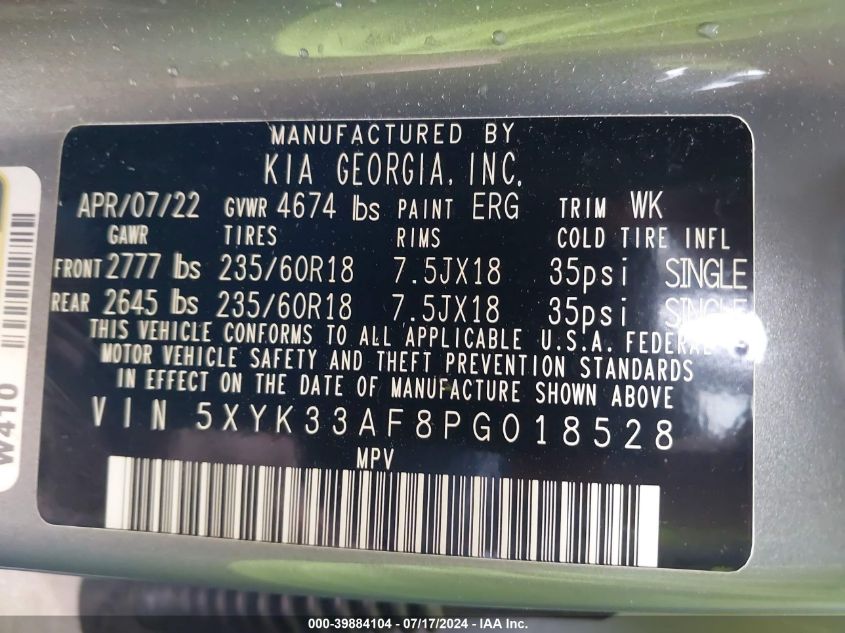 MANUFACTURED BY
KIA GEORGIA, INC.
APR/07/22 GVWR 4674 lbs PAINT ERG TRIM WK
GAWR TIRES RIMS COLD TIRE INFL
FRONT 2777 lbs 235/60R18 7.5JX18 35psi SINGLE
REAR 2645 lbs 235/60R18 7.5JX18 35psi SINGLE
THIS VEHICLE CONFORMS TO ALL APPLICABLE U.S.A. FEDERAL
MOTOR VEHICLE SAFETY AND THEFT PREVENTION STANDARDS
IN EFFECT ON THE DATE OF MANUFACTURE SHOWN ABOVE
VIN 5XYK33AF8PG018528
MPV
W410
000-39884104 / 07/17/2024 - IAA Inc.